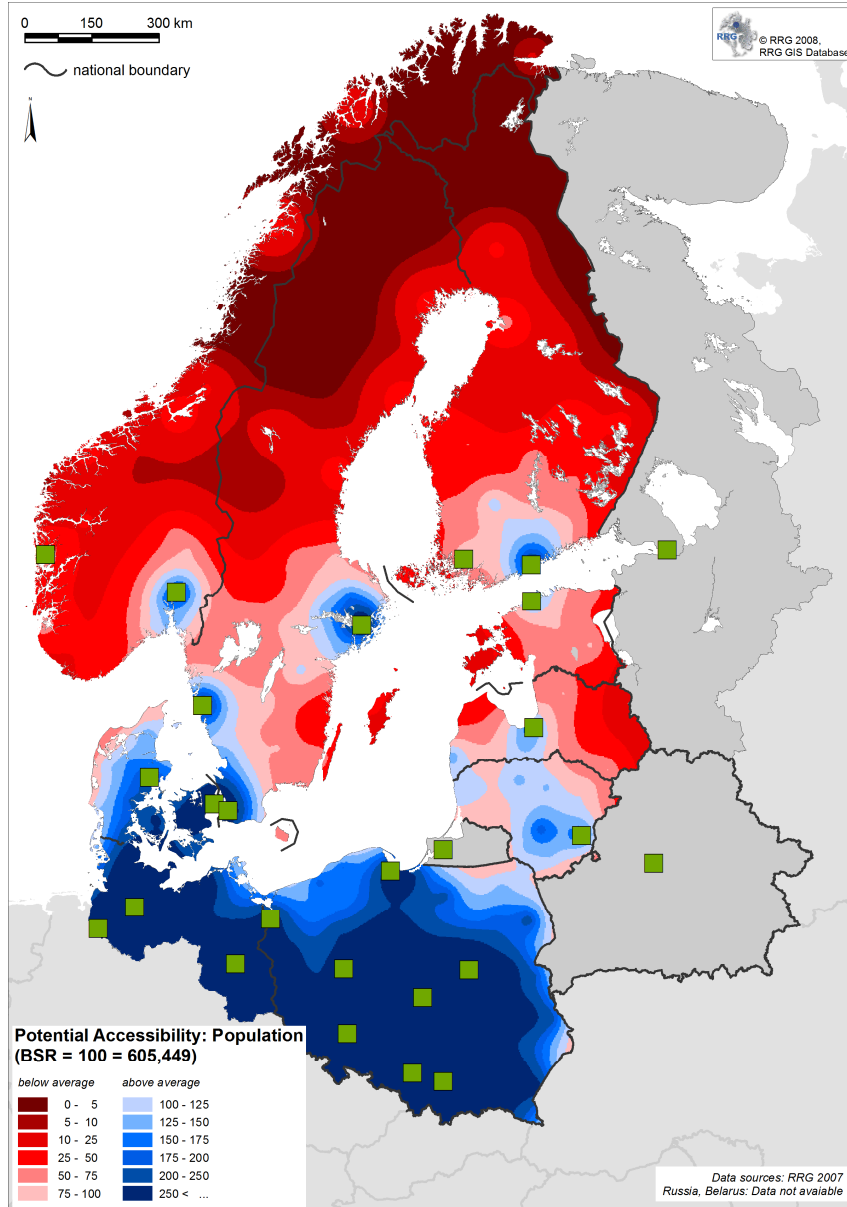 0 150 300 km
national boundary
N
RRG
© RRG 2008,
RRG GIS Database
Potential Accessibility: Population
(BSR = 100 = 605,449)
below average above average
0 - 5 100 - 125
5 - 10 125 - 150
10 - 25 150 - 175
25 - 50 175 - 200
50 - 75 200 - 250
75 - 100 250 < ...
Data sources: RRG 2007
Russia, Belarus: Data not avaiable